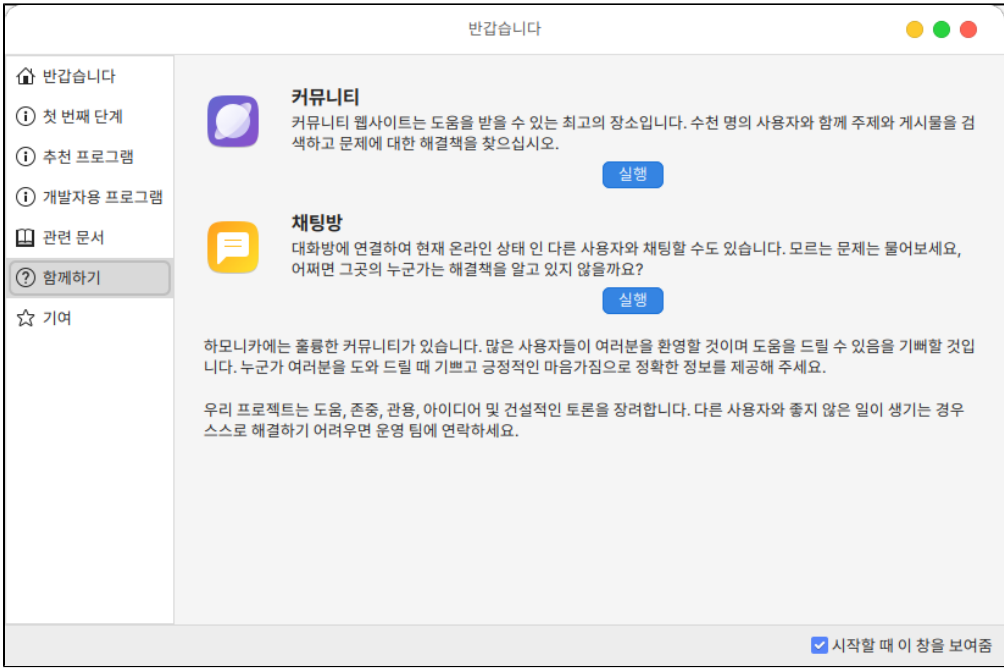 반갑습니다
반갑습니다
첫 번째 단계
추천 프로그램
개발자용 프로그램
관련 문서
함께하기
기여
커뮤니티
커뮤니티 웹사이트는 도움을 받을 수 있는 최고의 장소입니다. 수천 명의 사용자와 함께 주제와 게시물을 검
색하고 문제에 대한 해결책을 찾으십시오.
실행
채팅방
대화방에 연결하여 현재 온라인 상태 인 다른 사용자와 채팅할 수도 있습니다. 모르는 문제는 물어보세요,
어쩌면 그곳의 누군가는 해결책을 알고 있지 않을까요?
실행
하모니카에는 훌륭한 커뮤니티가 있습니다. 많은 사용자들이 여러분을 환영할 것이며 도움을 드릴 수 있음을 기뻐할 것입
니다. 누군가 여러분을 도와 드릴 때 기쁘고 긍정적인 마음가짐으로 정확한 정보를 제공해 주세요.
우리 프로젝트는 도움, 존중, 관용, 아이디어 및 건설적인 토론을 장려합니다. 다른 사용자와 좋지 않은 일이 생기는 경우
스스로 해결하기 어려우면 운영 팀에 연락하세요.
시작할 때 이 창을 보여줌